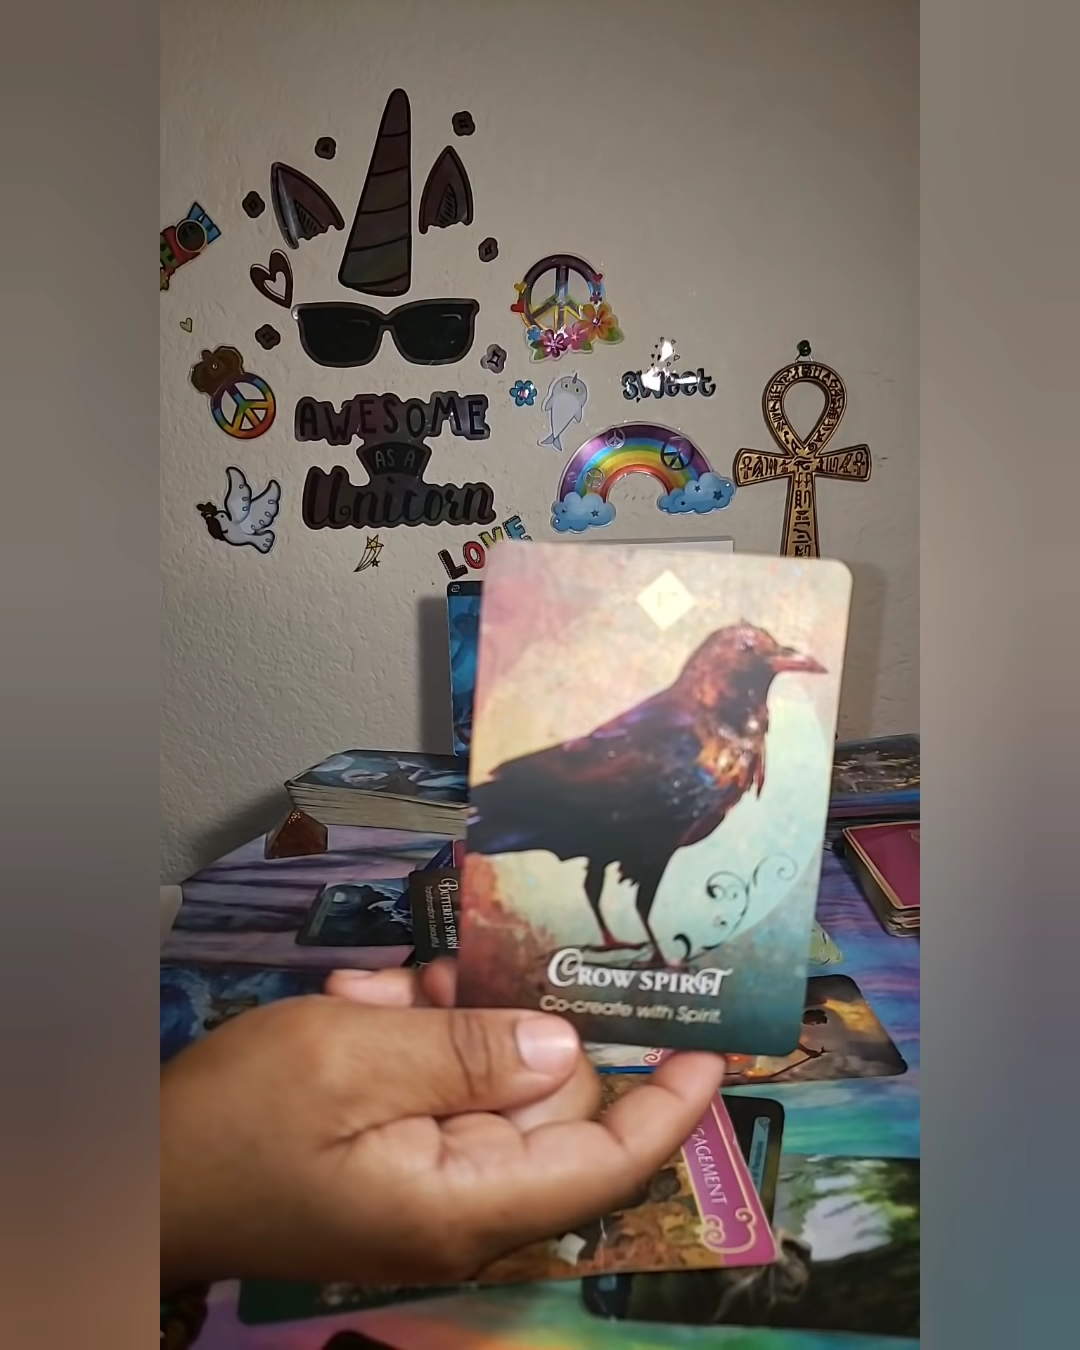 AWESOME
AS A
Unicorn
sweet
LOVE
BUTTERFLY SPIRIT
CROW SPIRIT
Co-create with Spirit.
GAGEMENT